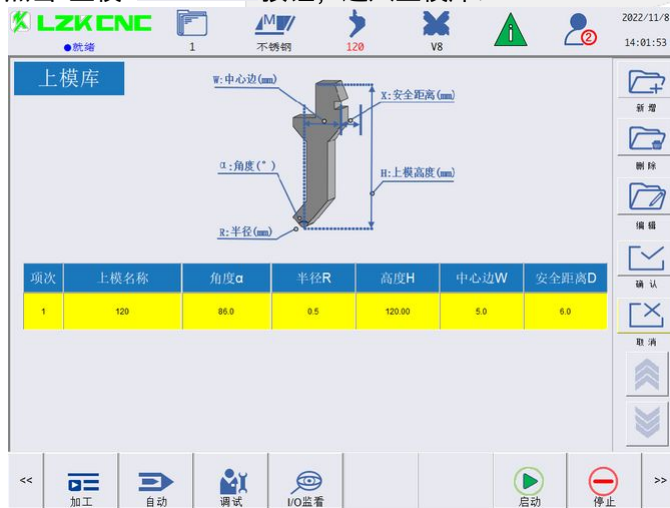 LZKCNC
●就绪
1
M
不锈钢
120
V8
2
2022/11/8
14:01:53
上模库
W:中心边(mm)
X:安全距离(mm)
α:角度(°)
H:上模高度(mm)
R:半径(mm)
项次 上模名称 角度α 半径R 高度H 中心边W 安全距离D
1 120 86.0 0.5 120.00 5.0 6.0
新增
删除
编辑
确认
取消
<< 加工 自动 调试 I/O监看 启动 停止 >>